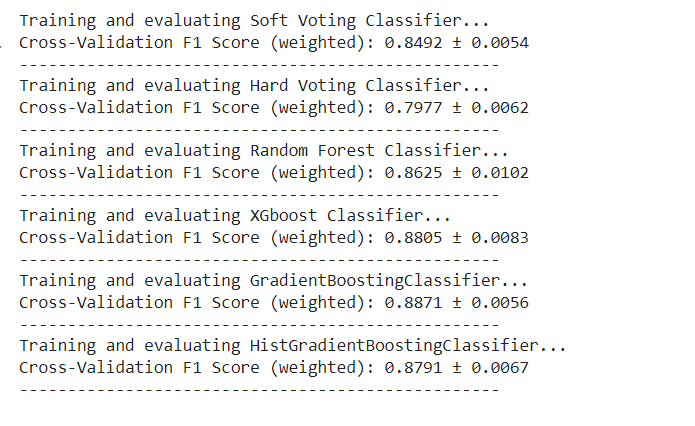 Training and evaluating Soft Voting Classifier...
Cross-Validation F1 Score (weighted): 0.8492 ± 0.0054
--------------------------------------------------
Training and evaluating Hard Voting Classifier...
Cross-Validation F1 Score (weighted): 0.7977 ± 0.0062
--------------------------------------------------
Training and evaluating Random Forest Classifier...
Cross-Validation F1 Score (weighted): 0.8625 ± 0.0102
--------------------------------------------------
Training and evaluating XGboost Classifier...
Cross-Validation F1 Score (weighted): 0.8805 ± 0.0083
--------------------------------------------------
Training and evaluating GradientBoostingClassifier...
Cross-Validation F1 Score (weighted): 0.8871 ± 0.0056
--------------------------------------------------
Training and evaluating HistGradientBoostingClassifier...
Cross-Validation F1 Score (weighted): 0.8791 ± 0.0067
--------------------------------------------------